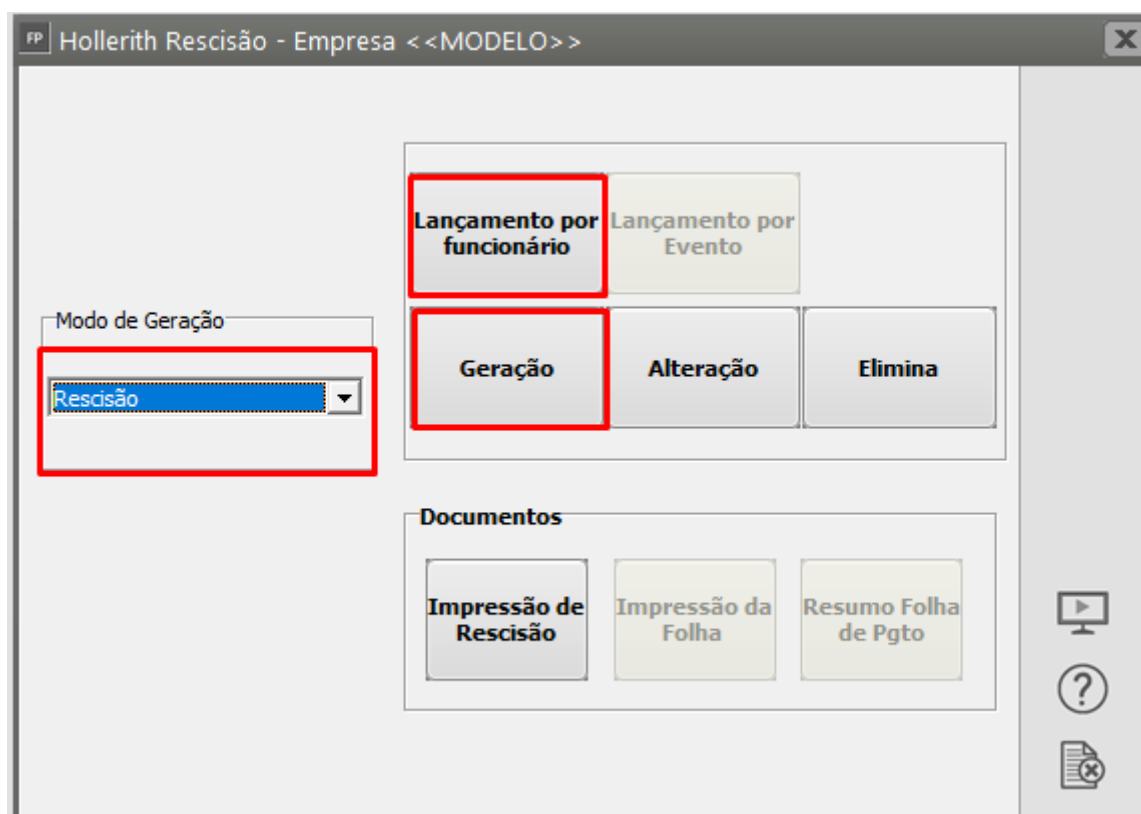 FP Hollerith Rescisão - Empresa <<MODELO>>
Lançamento por
funcionário
Lançamento por
Evento
Modo de Geração
Rescisão
Geração
Alteração
Elimina
Documentos
Impressão de
Rescisão
Impressão da
Folha
Resumo Folha
de Pgto
?